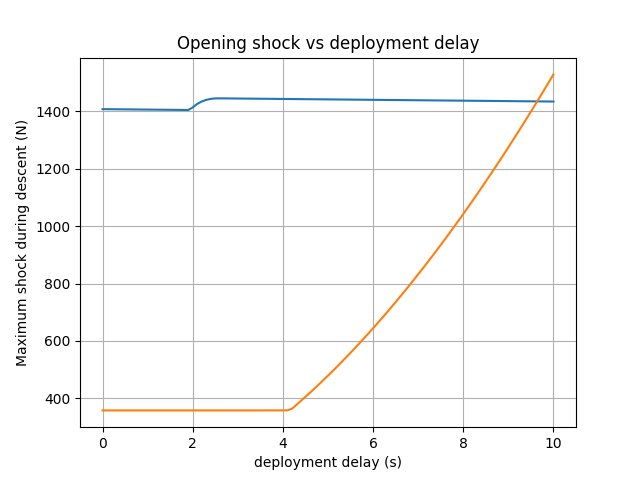 Opening shock vs deployment delay
Maximum shock during descent (N)
1400
1200
1000
800
600
400
0 2 4 6 8 10
deployment delay (s)